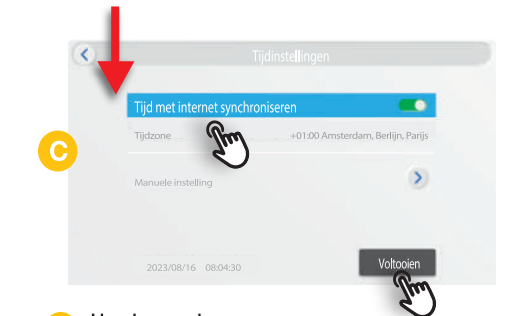 Tijdinstellingen
Tijd met internet synchroniseren
Tijdzone +01:00 Amsterdam, Berlijn, Parijs
C
Manuele instelling
2023/08/16 08:04:30
Voltooien